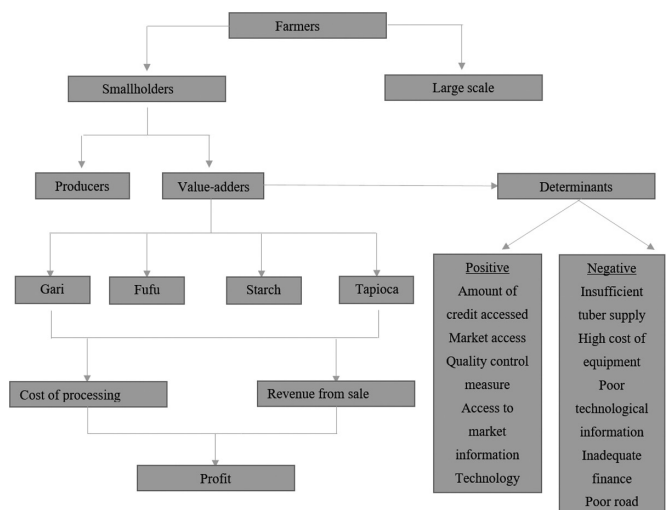 Farmers
Smallholders
Large scale
Producers
Value-adders
Determinants
Gari
Fufu
Starch
Tapioca
Cost of processing
Revenue from sale
Profit
Positive
Amount of
credit accessed
Market access
Quality control
measure
Access to
market
information
Technology
Negative
Insufficient
tuber supply
High cost of
equipment
Poor
technological
information
Inadequate
finance
Poor road